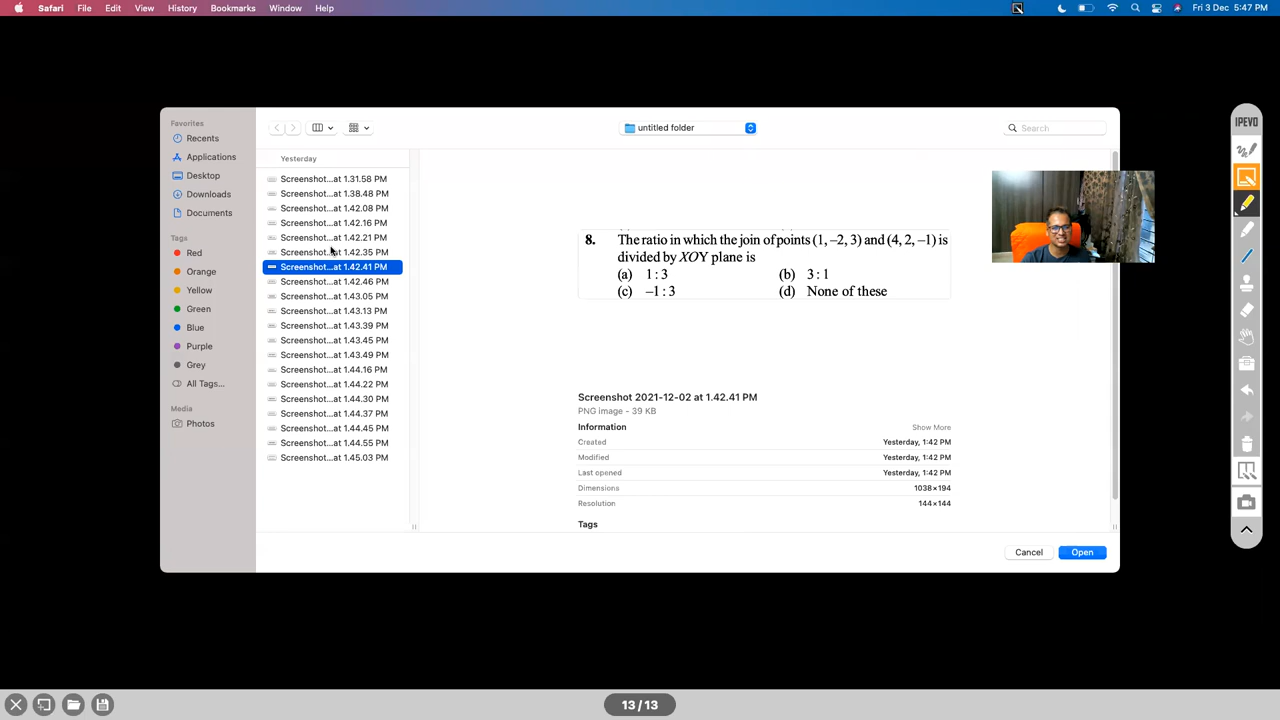 Safari File Edit View History Bookmarks Window Help Fri 3 Dec 5:47 PM
Favorites
Recents
Applications
Desktop
Downloads
Documents
Tags
Red
Orange
Yellow
Green
Blue
Purple
Grey
All Tags...
Media
Photos
untitled folder
Search
Yesterday
Screenshot...at 1.31.58 PM
Screenshot...at 1.38.48 PM
Screenshot...at 1.42.08 PM
Screenshot...at 1.42.16 PM
Screenshot...at 1.42.21 PM
Screenshot...at 1.42.35 PM
Screenshot...at 1.42.41 PM
Screenshot...at 1.42.46 PM
Screenshot...at 1.43.05 PM
Screenshot...at 1.43.13 PM
Screenshot...at 1.43.39 PM
Screenshot...at 1.43.45 PM
Screenshot...at 1.43.49 PM
Screenshot...at 1.44.16 PM
Screenshot...at 1.44.22 PM
Screenshot...at 1.44.30 PM
Screenshot...at 1.44.37 PM
Screenshot...at 1.44.45 PM
Screenshot...at 1.44.55 PM
Screenshot...at 1.45.03 PM
8. The ratio in which the join of points (1, –2, 3) and (4, 2, –1) is
divided by XOY plane is
(a) 1 : 3 (b) 3 : 1
(c) –1 : 3 (d) None of these
Screenshot 2021-12-02 at 1.42.41 PM
PNG image - 39 KB
Information Show More
Created Yesterday, 1:42 PM
Modified Yesterday, 1:42 PM
Last opened Yesterday, 1:42 PM
Dimensions 1038×194
Resolution 144×144
Tags
Cancel Open
IPEVO
13 / 13